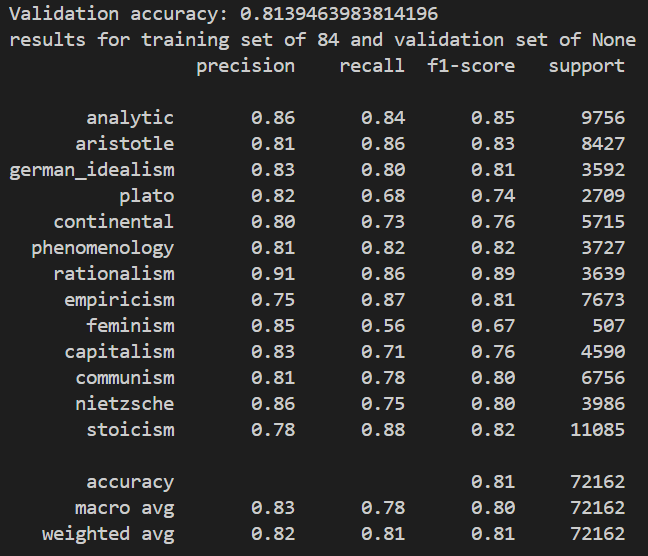 Validation accuracy: 0.8139463983814196
results for training set of 84 and validation set of None
precision recall f1-score support
analytic 0.86 0.84 0.85 9756
aristotle 0.81 0.86 0.83 8427
german_idealism 0.83 0.80 0.81 3592
plato 0.82 0.68 0.74 2709
continental 0.80 0.73 0.76 5715
phenomenology 0.81 0.82 0.82 3727
rationalism 0.91 0.86 0.89 3639
empiricism 0.75 0.87 0.81 7673
feminism 0.85 0.56 0.67 507
capitalism 0.83 0.71 0.76 4590
communism 0.81 0.78 0.80 6756
nietzsche 0.86 0.75 0.80 3986
stoicism 0.78 0.88 0.82 11085
accuracy 0.81 72162
macro avg 0.83 0.78 0.80 72162
weighted avg 0.82 0.81 0.81 72162